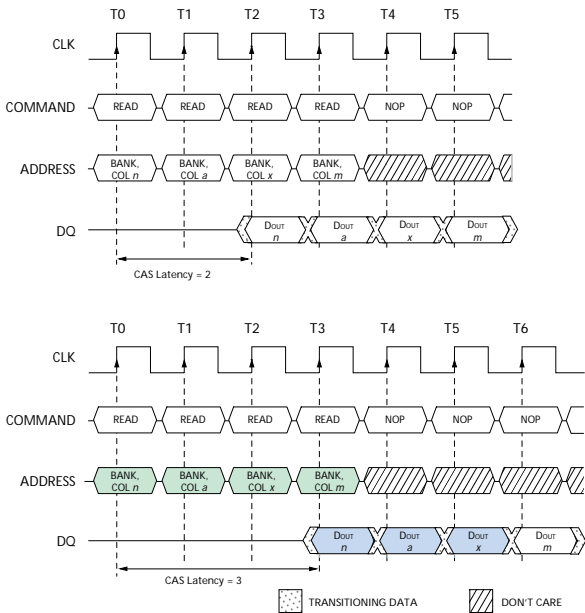 T0 T1 T2 T3 T4 T5
CLK
COMMAND READ READ READ READ NOP NOP
ADDRESS BANK, BANK, BANK, BANK,
COL n COL a COL x COL m
DQ DOUT DOUT DOUT DOUT
n a x m
CAS Latency = 2
T0 T1 T2 T3 T4 T5 T6
CLK
COMMAND READ READ READ READ NOP NOP NOP
ADDRESS BANK, BANK, BANK, BANK,
COL n COL a COL x COL m
DQ DOUT DOUT DOUT DOUT
n a x m
CAS Latency = 3
TRANSITIONING DATA DON'T CARE